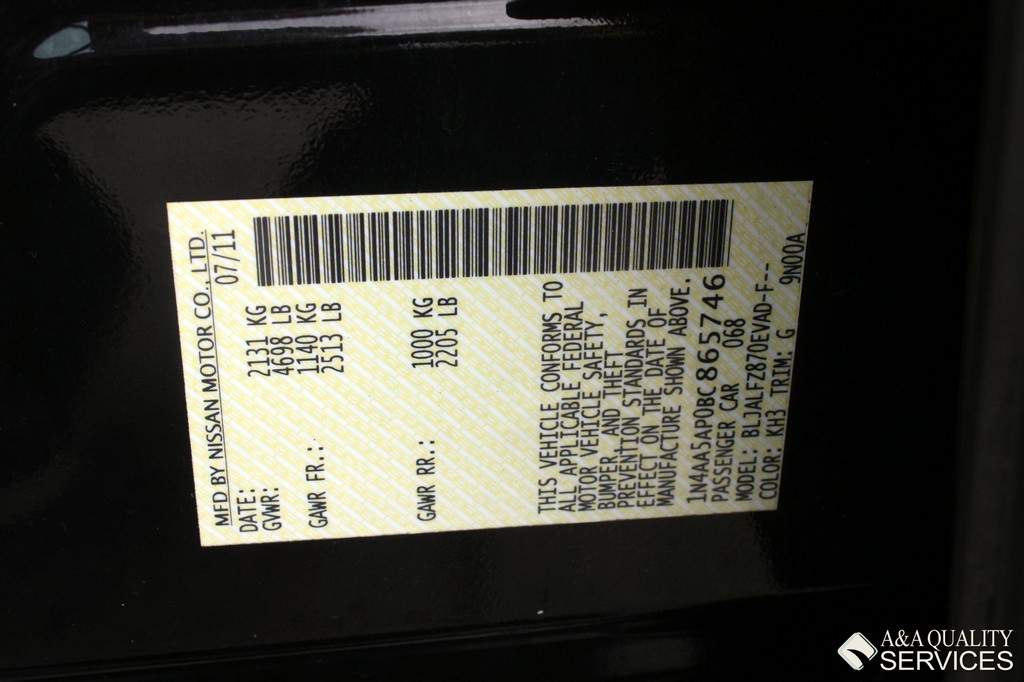 MFD BY NISSAN MOTOR CO., LTD.
DATE: 07/11
GVWR: 2131 KG
4698 LB
GAWR FR.: 1140 KG
2513 LB
GAWR RR.: 1000 KG
2205 LB
THIS VEHICLE CONFORMS TO
ALL APPLICABLE FEDERAL
MOTOR VEHICLE SAFETY,
BUMPER, AND THEFT
PREVENTION STANDARDS IN
EFFECT ON THE DATE OF
MANUFACTURE SHOWN ABOVE.
1N4AA5AP0BC865746
PASSENGER CAR 068
MODEL: BLJALFZ870EVAD-F--
COLOR: KH3 TRIM: G 9N00A
A&A QUALITY
SERVICES